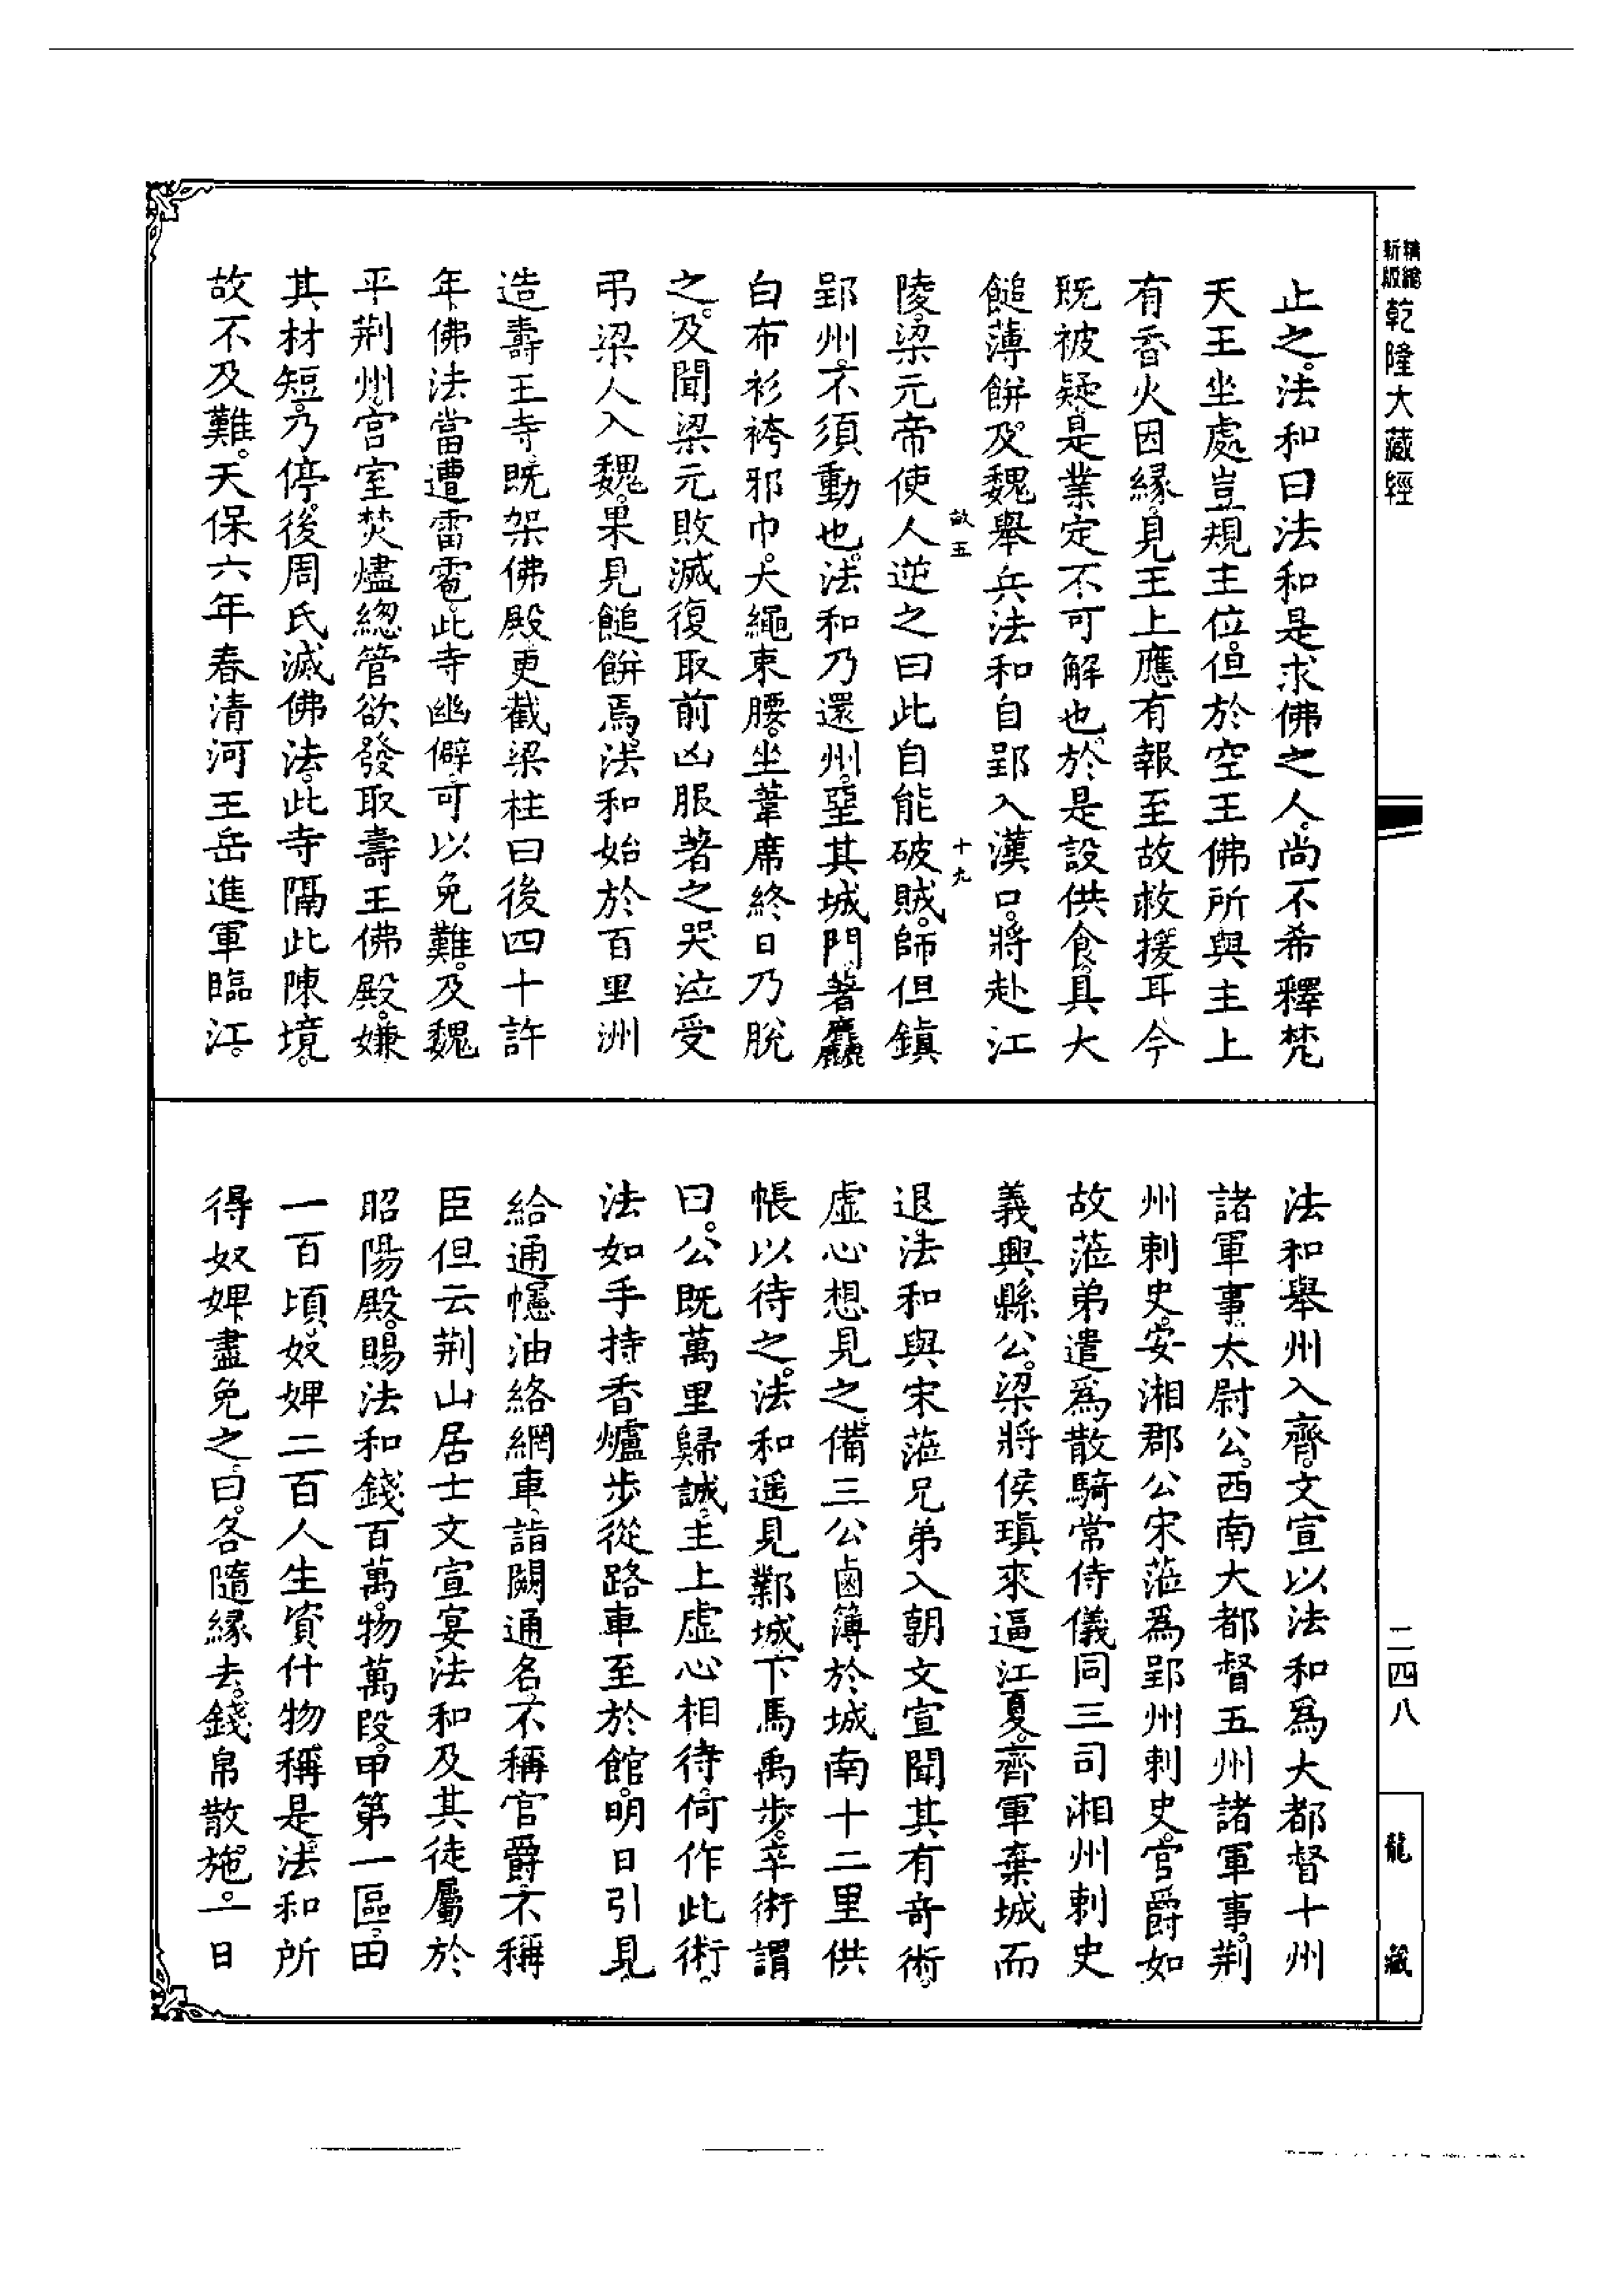 精縮新版乾隆大藏經
止之。法和曰法和是求佛之人。尚不希釋梵
天王坐處豈規主位。但於空王佛所與主上
有香火因緣。見王上應有報至故救援耳今
既被疑。是業定不可解也。於是設供食。具大
䭔薄餅。及魏舉兵法和自郢入漢口。將赴江
敁五 十九
陵。梁元帝使人逆之曰此自能破賊。師但鎮
郢州。不須動也。法和乃還州。堊其城門。著麤
白布衫袴邪巾。大繩束腰。坐葦席終日乃脫
之。及聞梁元敗滅復取前凶服著之哭泣受
弔梁人入魏。果見䭔餅焉。法和始於百里洲
造壽王寺。既架佛殿。更截梁柱曰後四十許
年。佛法當遭雷雹。此寺幽僻。可以免難。及魏
平荆州。宮室焚燼緫管欲發取壽王佛殿。嫌
其材短。乃停。後周氏滅佛法。此寺隔此陳境。
故不及難。天保六年春清河王岳進軍臨江。
法和舉州入齊。文宣以法和爲大都督十州
諸軍事。太尉公。西南大都督五州諸軍事。荆
州刺史。安湘郡公宋蒞爲郢州刺史。官爵如
故蒞弟遣爲散騎常侍儀同三司湘州刺史
義興縣公。梁將侯瑱來逼江夏。齊軍棄城而
退。法和與宋蒞兄弟入朝文宣聞其有奇術。
虛心想見之。備三公鹵簿於城南十二里供
帳以待之。法和遥見鄴城。下馬禹步。辛術謂
曰。公既萬里歸誠。主上虛心相待。何作此術。
法如手持香爐步從路車至於館。明日引見
給通幰油絡網車。詣闕通名。不稱官爵。不稱
臣但云荆山居士文宣宴法和及其徒屬於
昭陽殿。賜法和錢百萬。物萬段。甲第一區。田
一百頃。奴婢二百人生資什物稱是。法和所
得奴婢。盡免之。曰。各隨緣去。錢帛散施。一日
二四八
龍藏